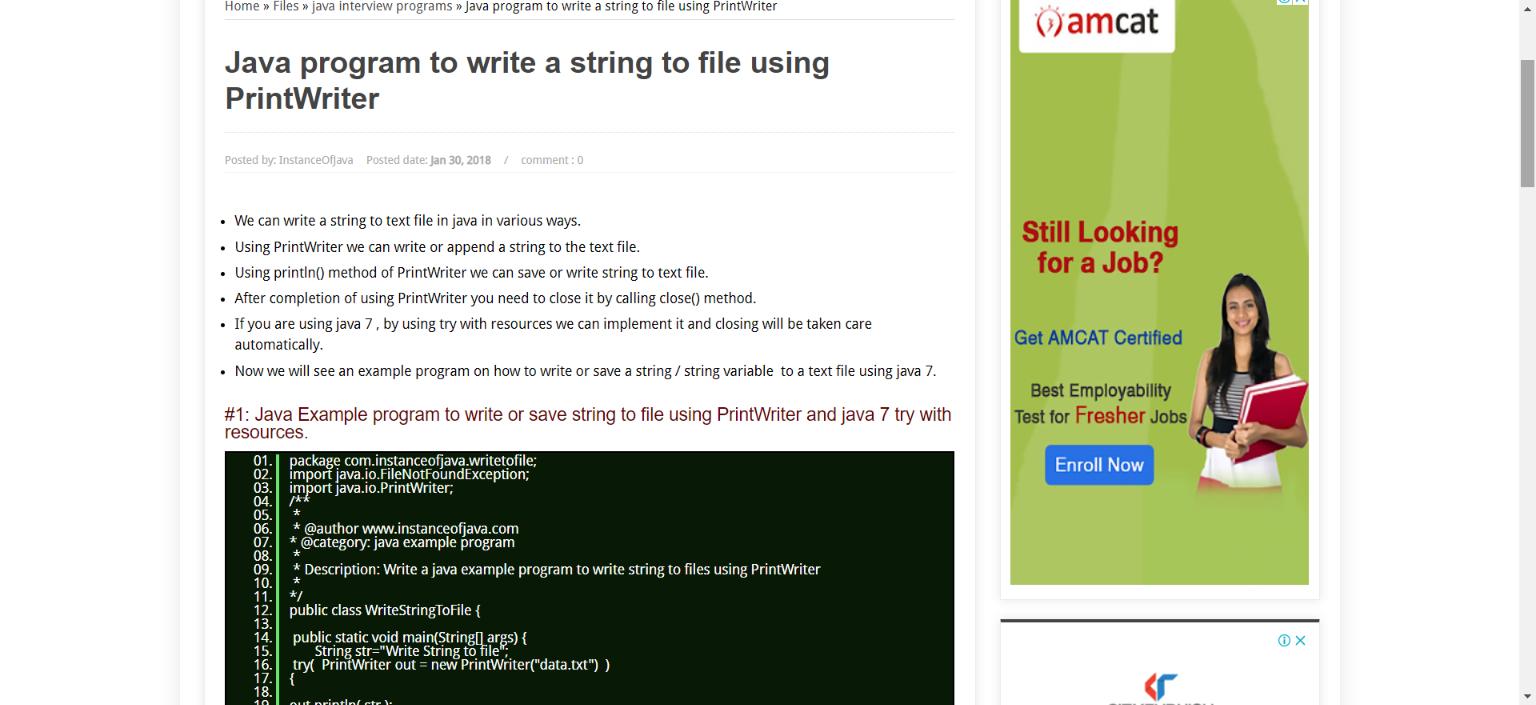 Home » Files » java interview programs » Java program to write a string to file using PrintWriter
Java program to write a string to file using
PrintWriter
Posted by: InstanceOfJava Posted date: Jan 30, 2018 / comment : 0
We can write a string to text file in java in various ways.
Using PrintWriter we can write or append a string to the text file.
Using println() method of PrintWriter we can save or write string to text file.
After completion of using PrintWriter you need to close it by calling close() method.
If you are using java 7 , by using try with resources we can implement it and closing will be taken care
automatically.
Now we will see an example program on how to write or save a string / string variable  to a text file using java 7.
#1: Java Example program to write or save string to file using PrintWriter and java 7 try with
resources.
01. package com.instanceofjava.writetofile;
02. import java.io.FileNotFoundException;
03. import java.io.PrintWriter;
04. /**
05. *
06. * @author www.instanceofjava.com
07. * @category: java example program
08. *
09. * Description: Write a java example program to write string to files using PrintWriter
10. *
11. */
12. public class WriteStringToFile {
13.
14. public static void main(String[] args) {
15. String str="Write String to file";
16. try(  PrintWriter out = new PrintWriter("data.txt")  )
17. {
18.
19. out.println( str );
amcat
Still Looking
for a Job?
Get AMCAT Certified
Best Employability
Test for Fresher Jobs
Enroll Now